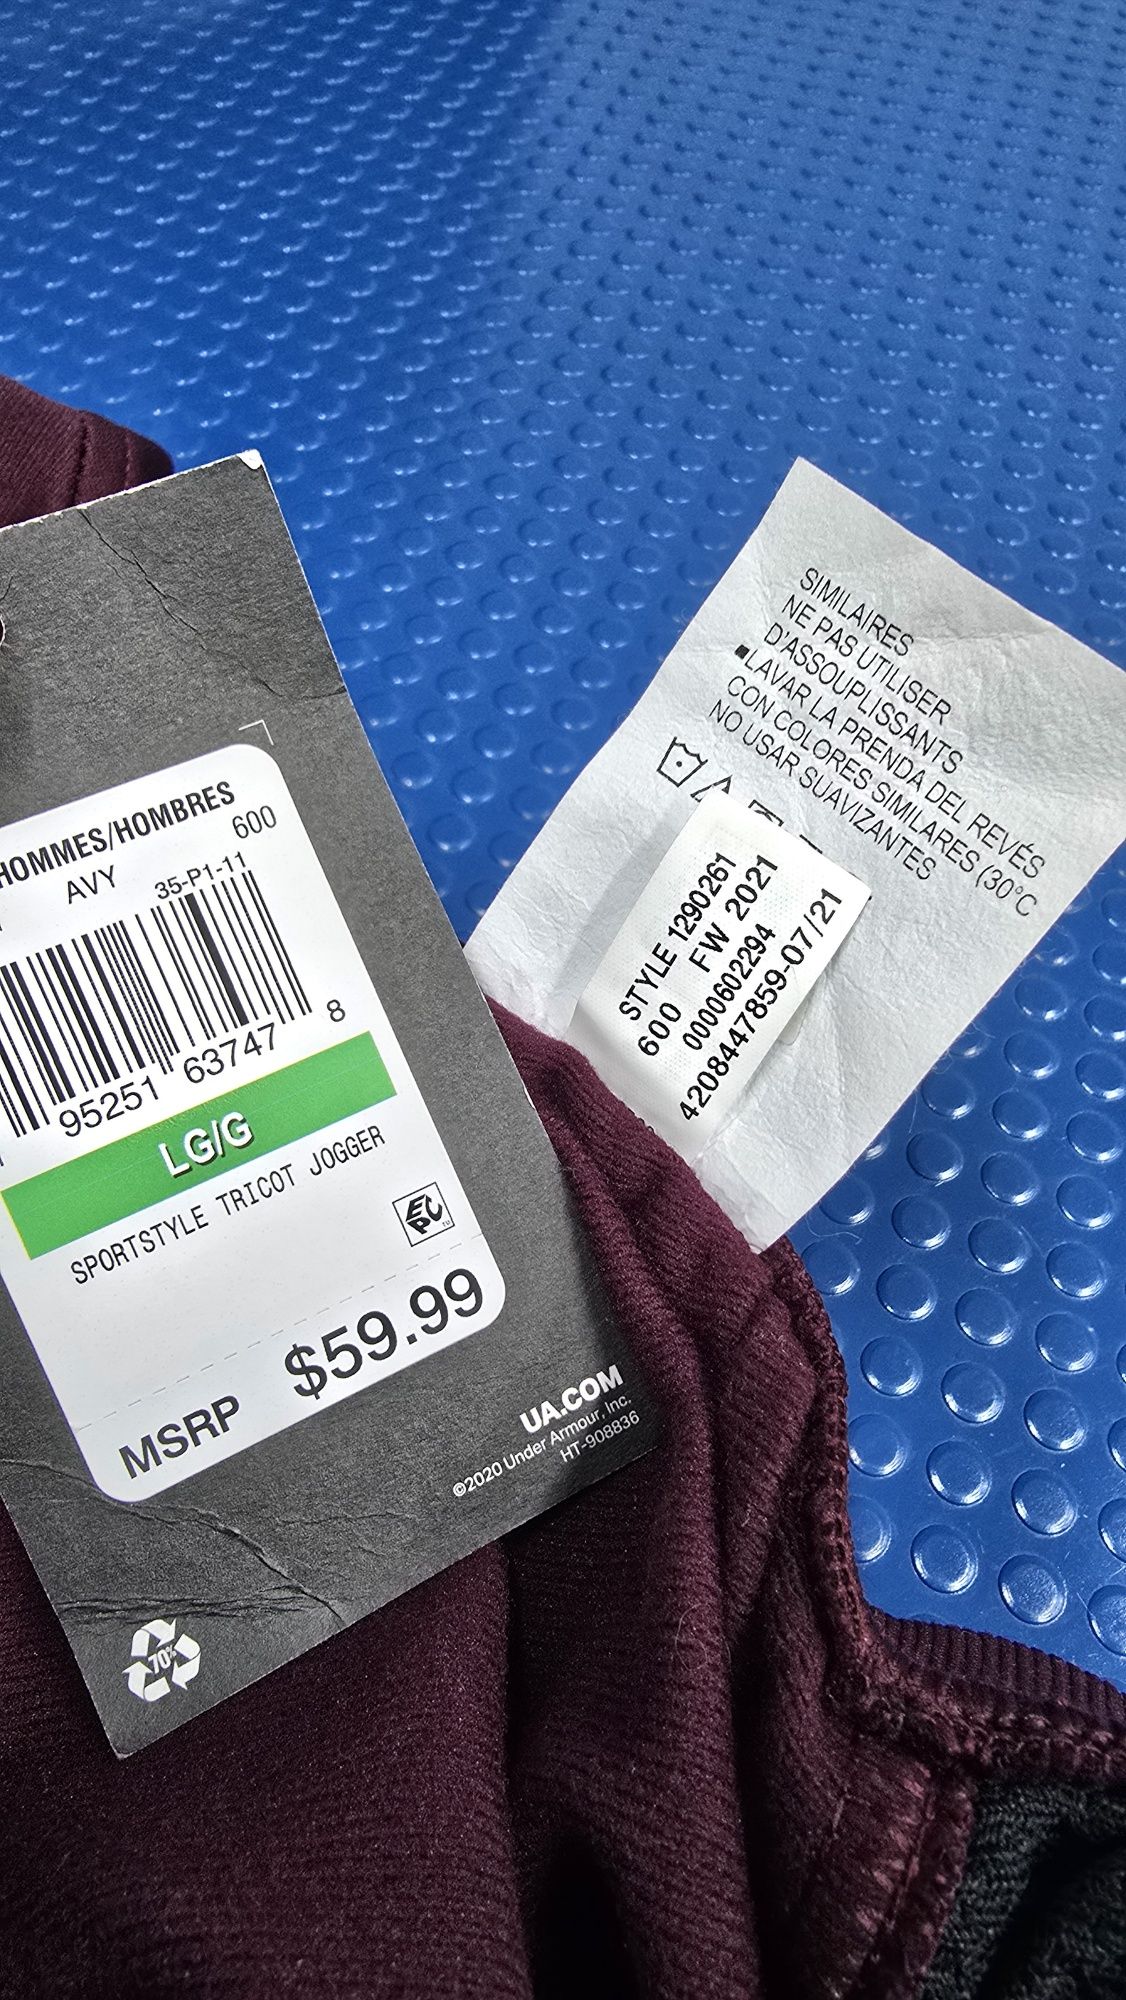 HOMMES/HOMBRES
600
AVY
35-P1-11
95251 63747 8
LG/G
SPORTSTYLE TRICOT JOGGER
EPC
MSRP $59.99
UA.COM
©2020 Under Armour, Inc.
HT-908836
70%
SIMILAIRES
NE PAS UTILISER
D'ASSOUPLISSANTS
▪LAVAR LA PRENDA DEL REVÉS
CON COLORES SIMILARES (30°C
NO USAR SUAVIZANTES
STYLE 1290261
600 FW 2021
0000602294
4208447859-07/21